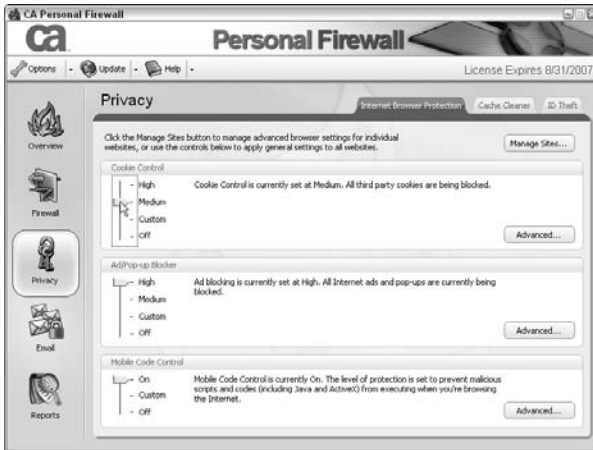 CA Personal Firewall
ca
Personal Firewall
Options
Update
Help
License Expires 8/31/2007
Overview
Firewall
Privacy
Email
Reports
Privacy
Internet Browser Protection
Cache Cleaner
ID Theft
Click the Manage Sites button to manage advanced browser settings for individual
websites, or use the controls below to apply general settings to all websites.
Manage Sites...
Cookie Control
High
Medium
Custom
Off
Cookie Control is currently set at Medium. All third party cookies are being blocked.
Advanced...
Ad/Pop-up Blocker
High
Medium
Custom
Off
Ad blocking is currently set at High. All Internet ads and pop-ups are currently being
blocked.
Advanced...
Mobile Code Control
On
Custom
Off
Mobile Code Control is currently On. The level of protection is set to prevent malicious
scripts and codes (including Java and ActiveX) from executing when you're browsing
the Internet.
Advanced...